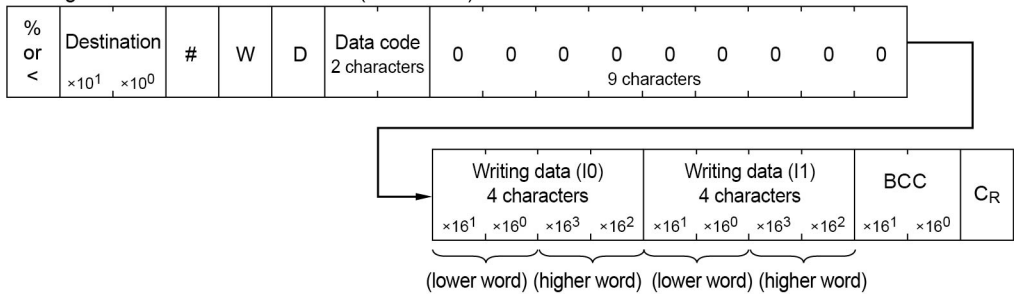 % or < Destination ×10¹ ×10⁰ # W D Data code 2 characters 0 0 0 0 0 0 0 0 0 9 characters
Writing data (I0) 4 characters ×16¹ ×16⁰ ×16³ ×16² Writing data (I1) 4 characters ×16¹ ×16⁰ ×16³ ×16² BCC ×16¹ ×16⁰ CR
(lower word) (higher word) (lower word) (higher word)